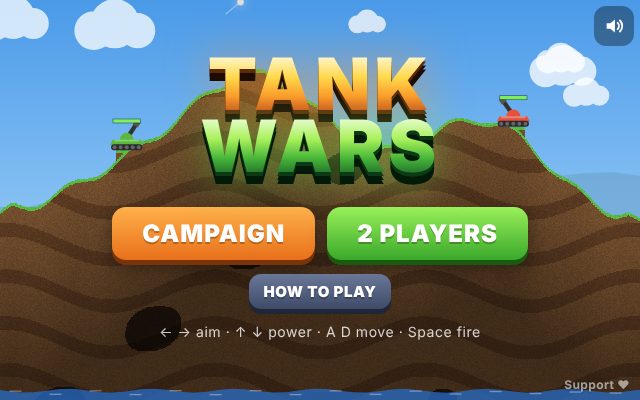 TANK
WARS
CAMPAIGN
2 PLAYERS
HOW TO PLAY
← → aim · ↑ ↓ power · A D move · Space fire
Support ♥